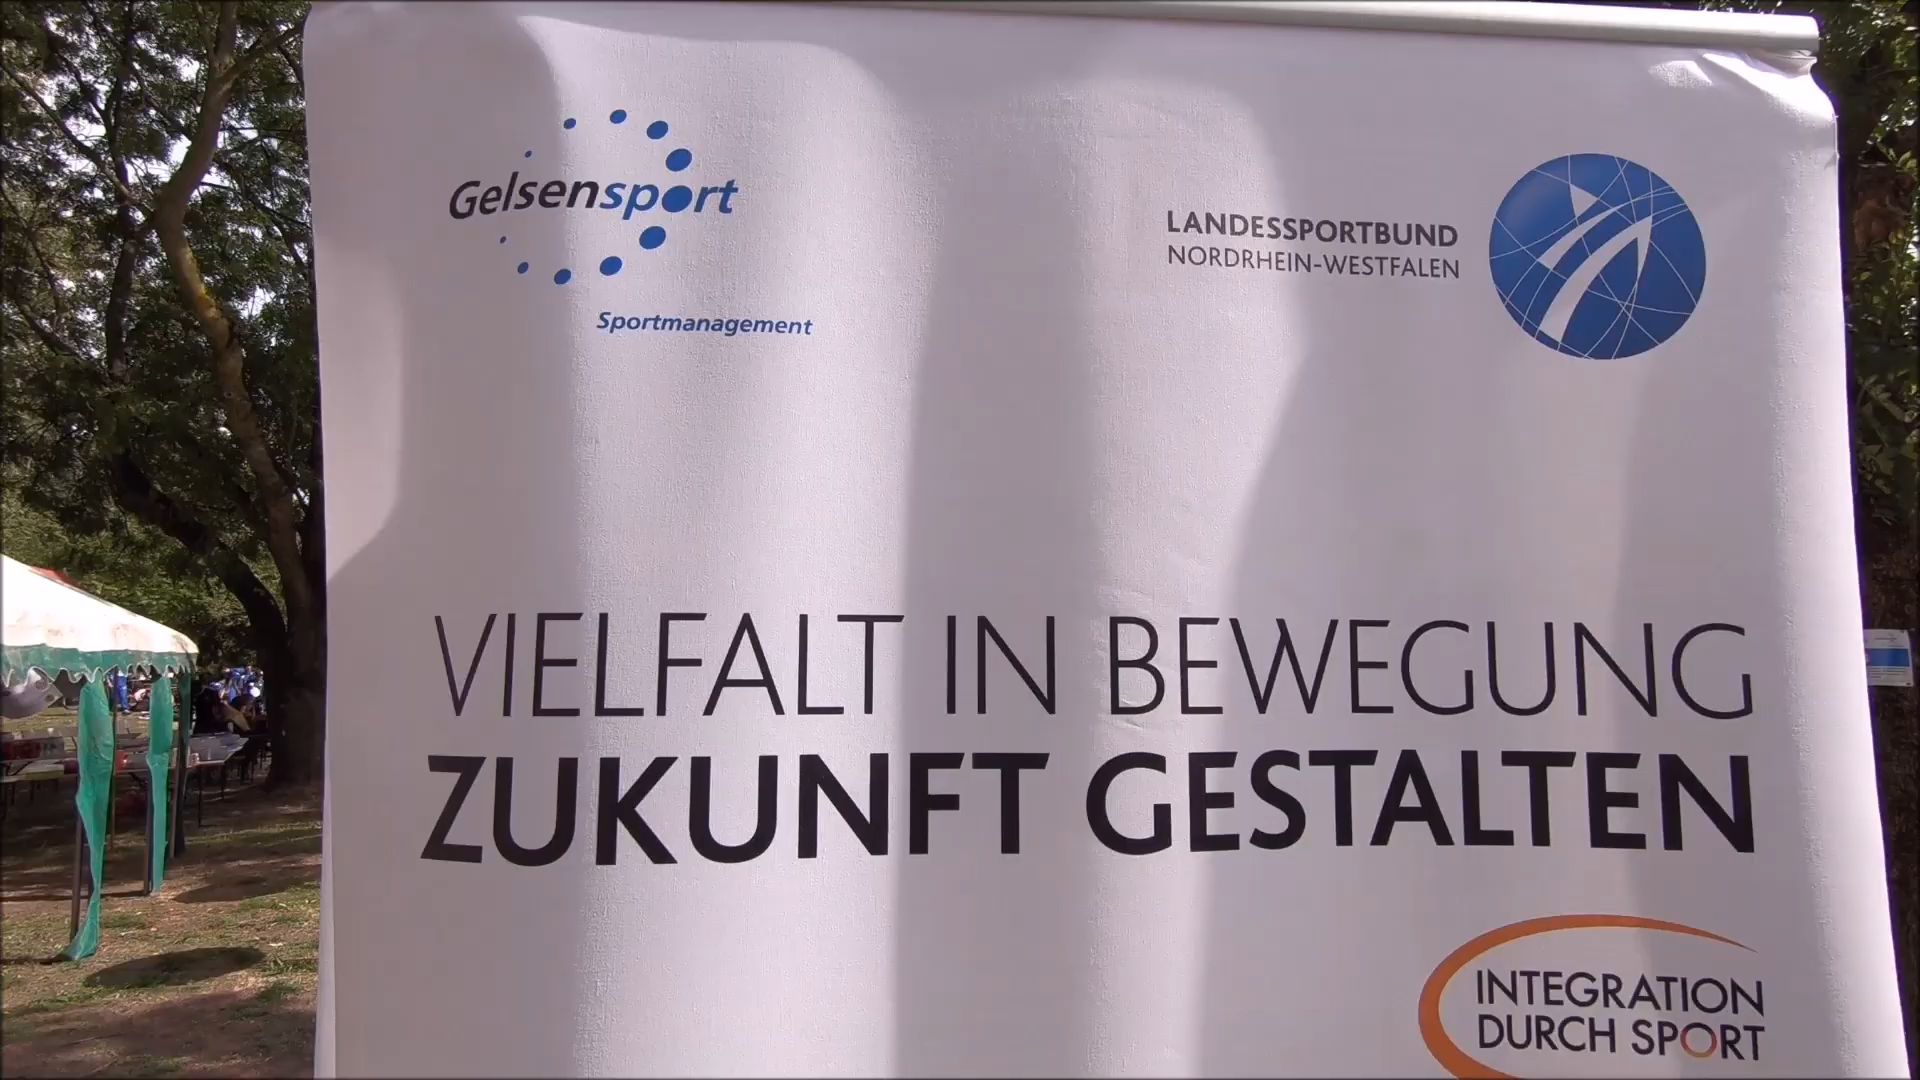 Gelsensport
Sportmanagement
LANDESSPORTBUND
NORDRHEIN-WESTFALEN
VIELFALT IN BEWEGUNG
ZUKUNFT GESTALTEN
INTEGRATION
DURCH SPORT